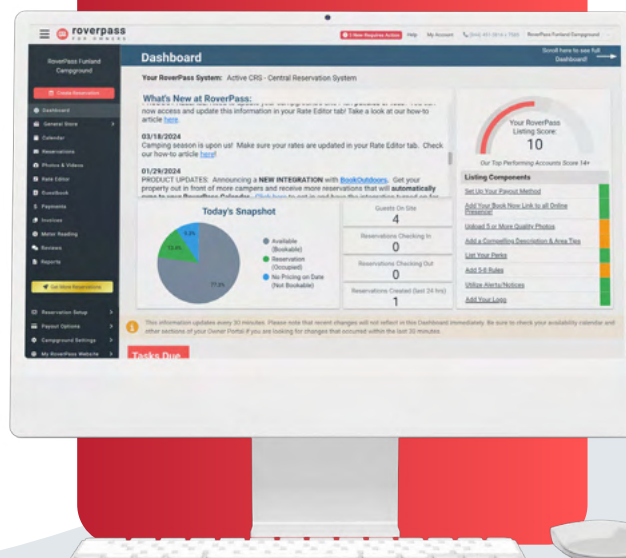 roverpass
FOR OWNERS
1 New Requires Action
Help
My Account
RoverPass Funland Campground
RoverPass Funland
Campground
Dashboard
Scroll here to see full
Dashboard!
Create Reservation
Your RoverPass System: Active CRS - Central Reservation System
What's New at RoverPass:
now access and update this information in your Rate Editor tab! Take a look at our how-to
article here.
03/18/2024
Camping season is upon us! Make sure your rates are updated in your Rate Editor tab. Check
our how-to article here!
01/29/2024
PRODUCT UPDATES: Announcing a NEW INTEGRATION with BookOutdoors. Get your
property out in front of more campers and receive more reservations that will automatically
Your RoverPass
Listing Score:
10
Our Top Performing Accounts Score 14+
Dashboard
General Store
Calendar
Reservations
Photos & Videos
Rate Editor
Guestbook
Payments
Invoices
Meter Reading
Reviews
Reports
Get More Reservations
Reservation Setup
Payout Options
Campground Settings
My RoverPass Website
Today's Snapshot
Available
(Bookable)
Reservation
(Occupied)
No Pricing on Date
(Not Bookable)
Guests On Site
4
Reservations Checking In
0
Reservations Checking Out
0
Reservations Created (last 24 hrs)
1
Listing Components
Set Up Your Payout Method
Add Your Book Now Link to all Online
Presence!
Upload 5 or More Quality Photos
Add a Compelling Description & Area Tips
List Your Perks
Add 5-8 Rules
Utilize Alerts/Notices
Add Your Logo
This information updates every 30 minutes. Please note that recent changes will not reflect in this Dashboard immediately. Be sure to check your availability calendar and
other sections of your Owner Portal if you are looking for changes that occurred within the last 30 minutes.
Tasks Due